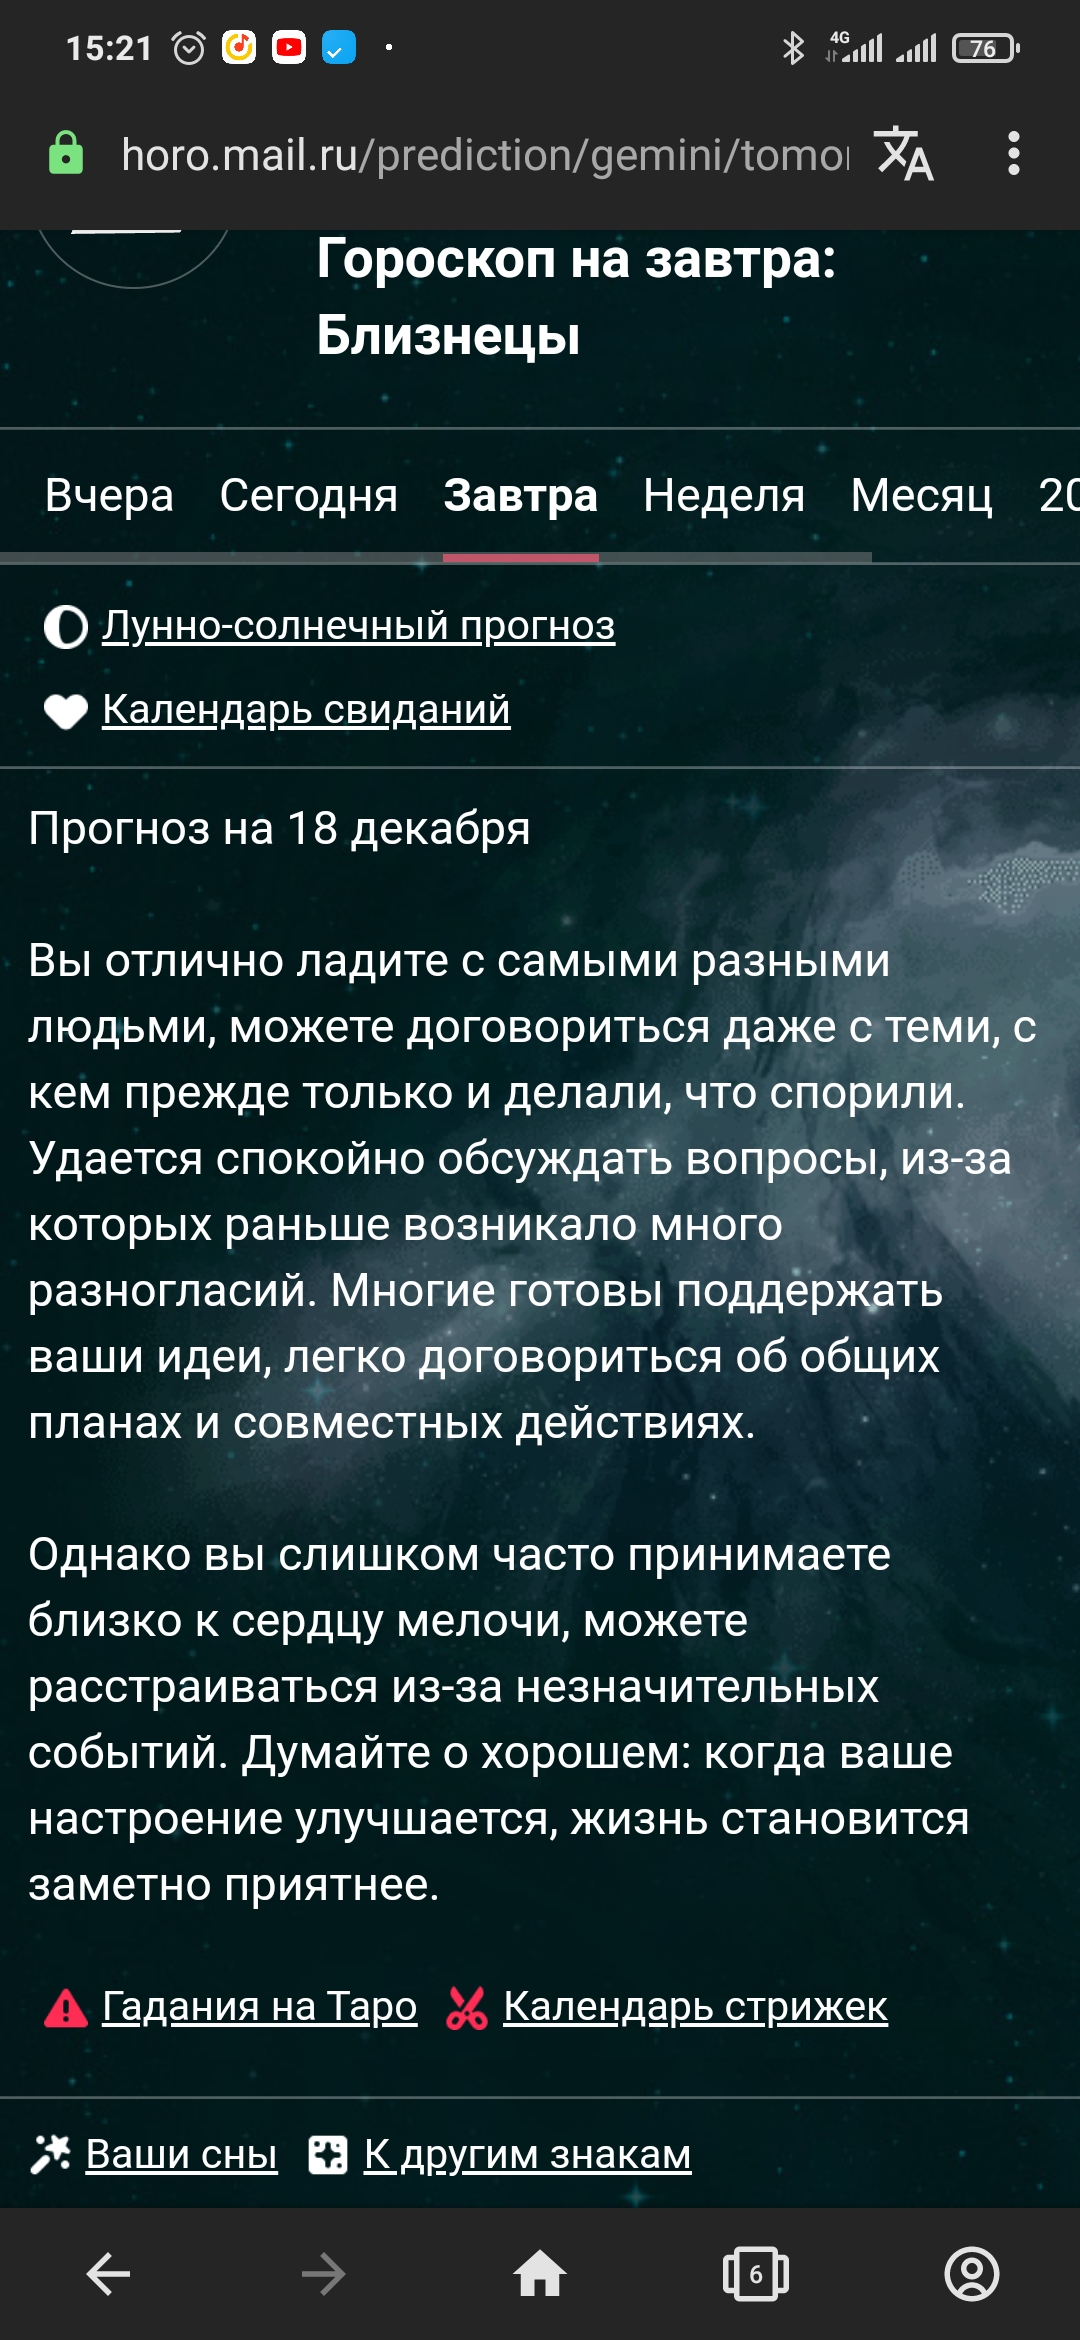 15:21
4G
76
horo.mail.ru/prediction/gemini/tomo
Гороскоп на завтра:
Близнецы
Вчера Сегодня Завтра Неделя Месяц 20
Лунно-солнечный прогноз
Календарь свиданий
Прогноз на 18 декабря
Вы отлично ладите с самыми разными
людьми, можете договориться даже с теми, с
кем прежде только и делали, что спорили.
Удается спокойно обсуждать вопросы, из-за
которых раньше возникало много
разногласий. Многие готовы поддержать
ваши идеи, легко договориться об общих
планах и совместных действиях.
Однако вы слишком часто принимаете
близко к сердцу мелочи, можете
расстраиваться из-за незначительных
событий. Думайте о хорошем: когда ваше
настроение улучшается, жизнь становится
заметно приятнее.
Гадания на Таро Календарь стрижек
Ваши сны К другим знакам
6